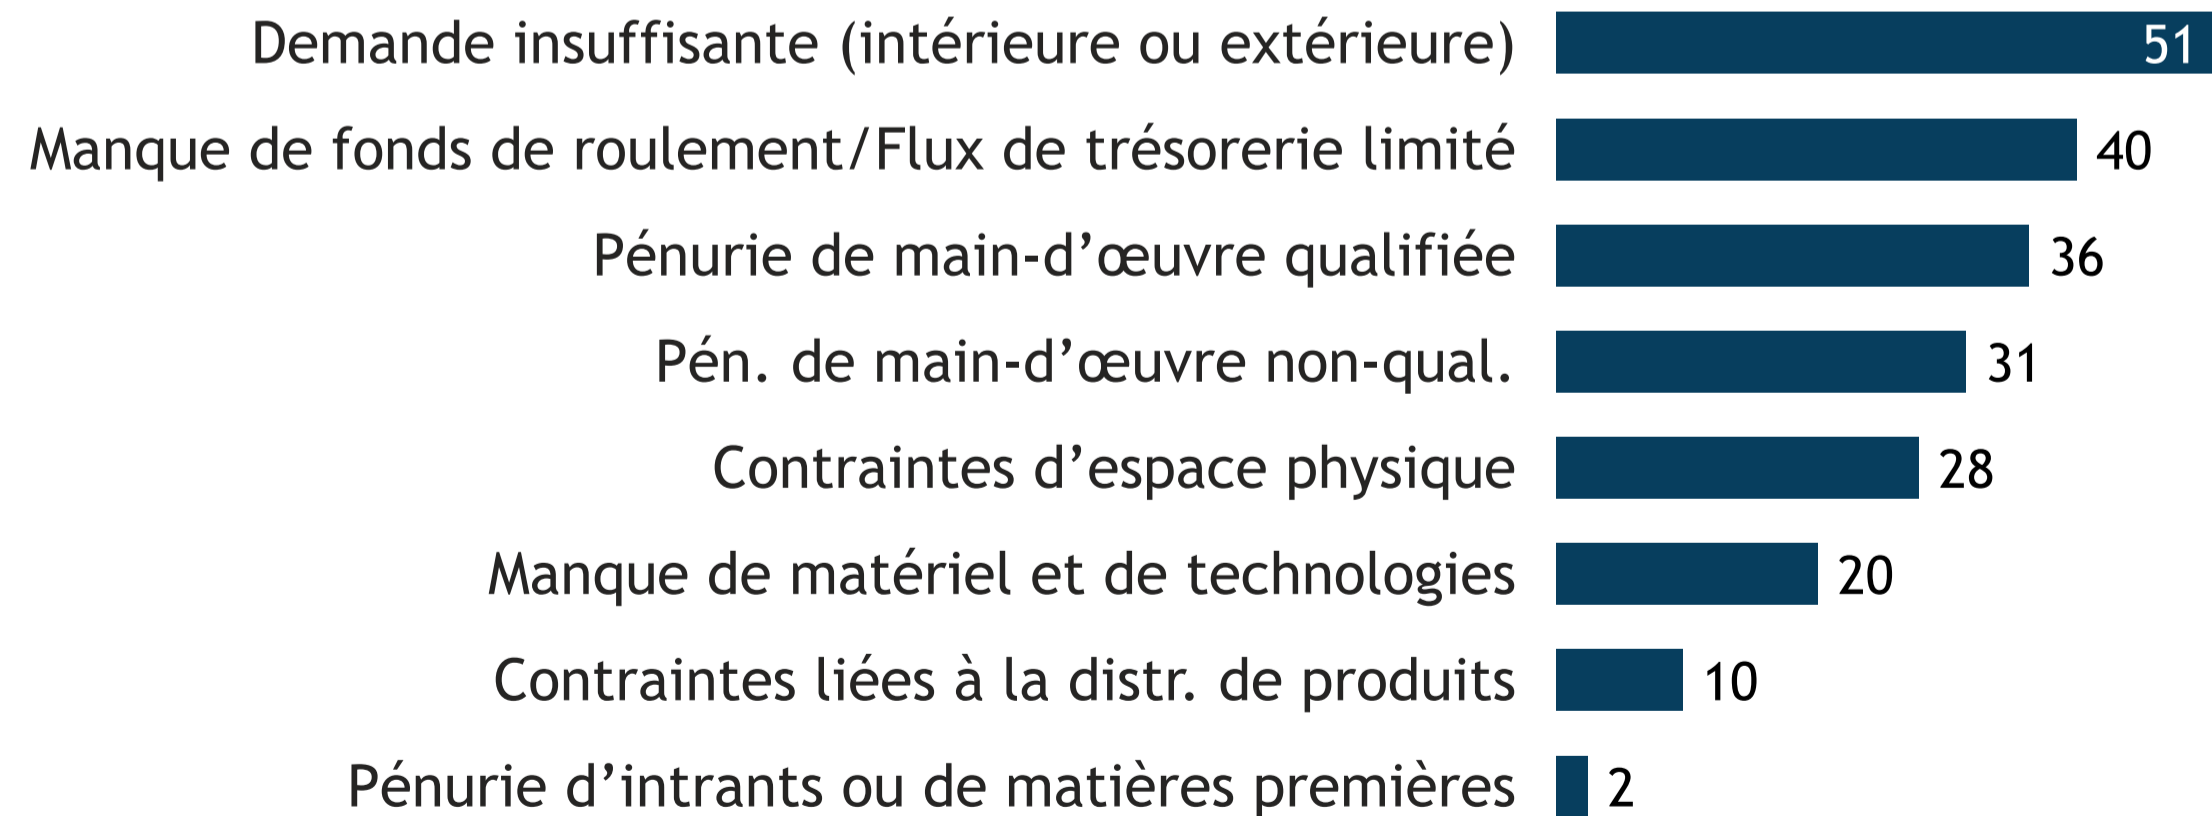 Demande insuffisante (intérieure ou extérieure) 51
Manque de fonds de roulement/Flux de trésorerie limité 40
Pénurie de main-d’œuvre qualifiée 36
Pén. de main-d’œuvre non-qual. 31
Contraintes d’espace physique 28
Manque de matériel et de technologies 20
Contraintes liées à la distr. de produits 10
Pénurie d’intrants ou de matières premières 2